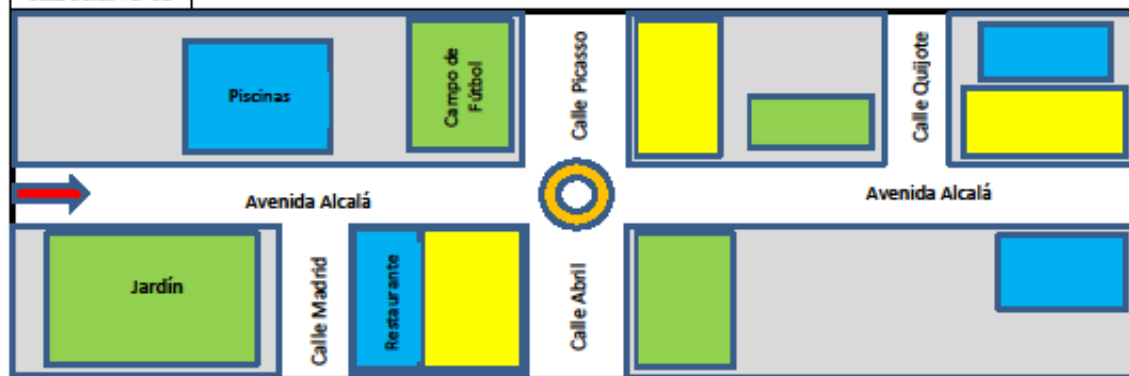 Piscinas
Campo de
Fútbol
Calle Picasso
Calle Quijote
Avenida Alcalá
Avenida Alcalá
Jardín
Calle Madrid
Restaurante
Calle Abril